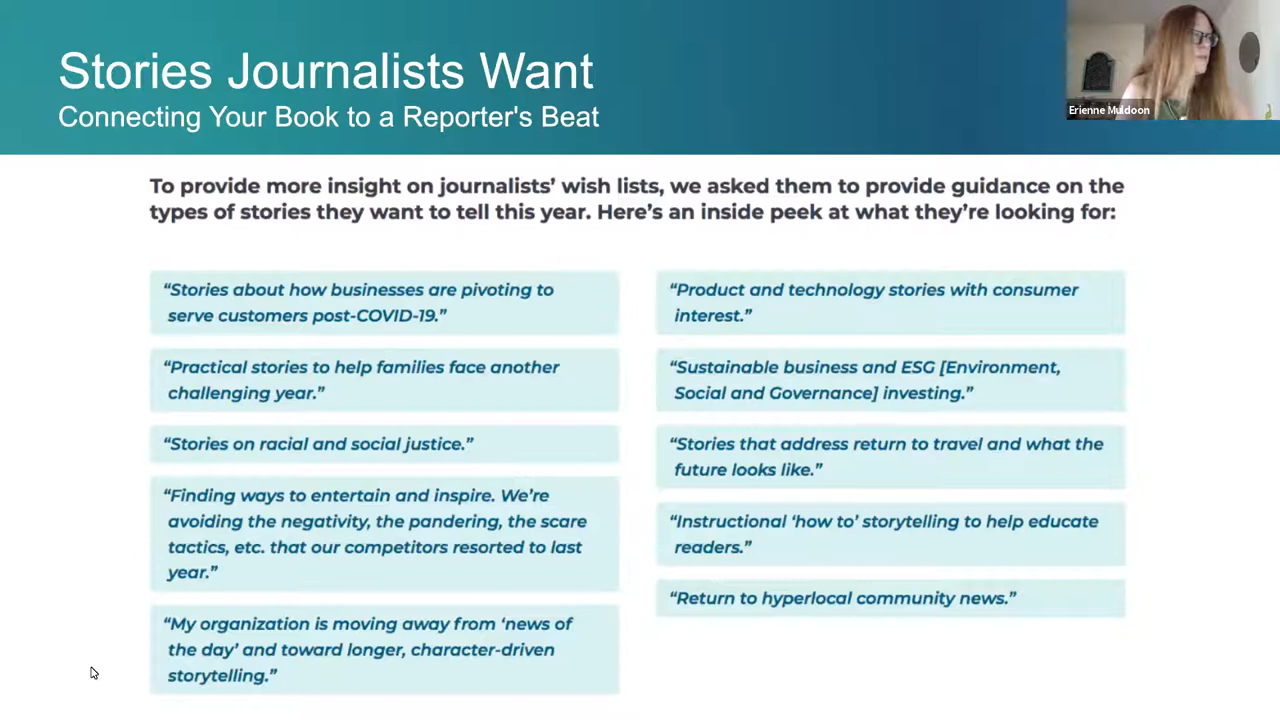 Stories Journalists Want
Connecting Your Book to a Reporter's Beat
Erienne Muldoon
To provide more insight on journalists’ wish lists, we asked them to provide guidance on the
types of stories they want to tell this year. Here’s an inside peek at what they’re looking for:
“Stories about how businesses are pivoting to
serve customers post-COVID-19.”
“Practical stories to help families face another
challenging year.”
“Stories on racial and social justice.”
“Finding ways to entertain and inspire. We’re
avoiding the negativity, the pandering, the scare
tactics, etc. that our competitors resorted to last
year.”
“My organization is moving away from ‘news of
the day’ and toward longer, character-driven
storytelling.”
“Product and technology stories with consumer
interest.”
“Sustainable business and ESG [Environment,
Social and Governance] investing.”
“Stories that address return to travel and what the
future looks like.”
“Instructional ‘how to’ storytelling to help educate
readers.”
“Return to hyperlocal community news.”